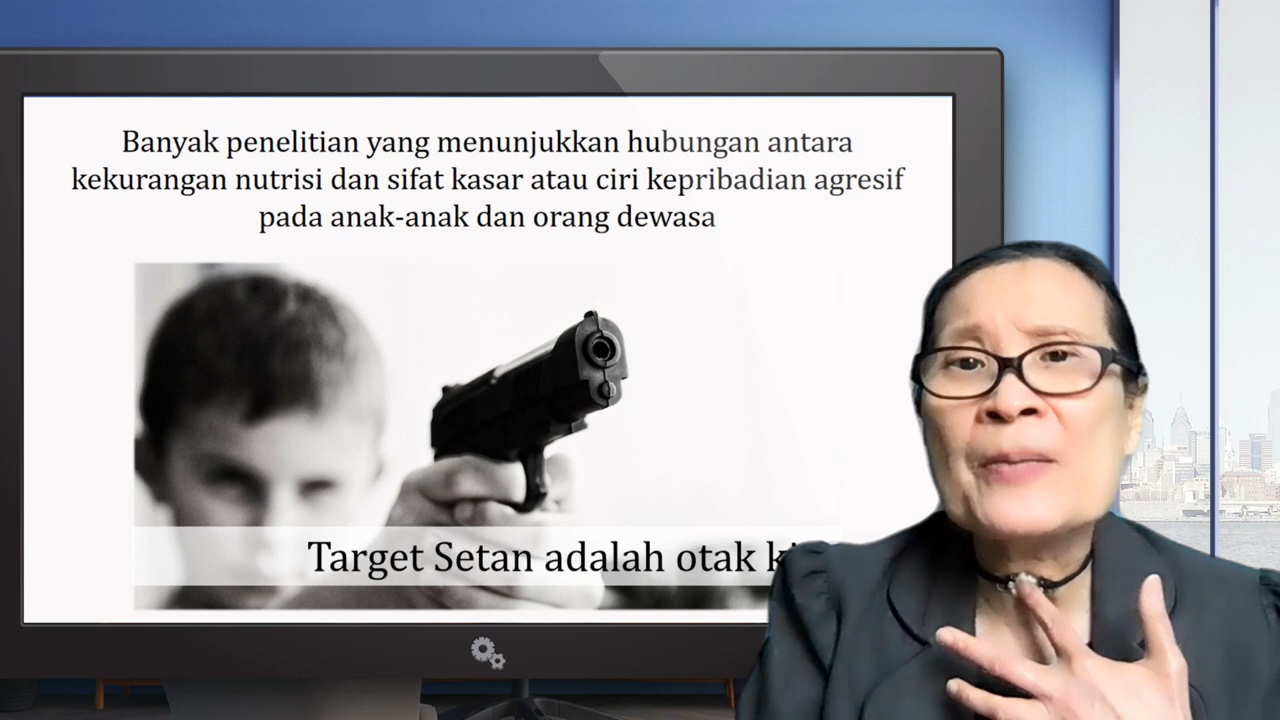 Banyak penelitian yang menunjukkan hubungan antara
kekurangan nutrisi dan sifat kasar atau ciri kepribadian agresif
pada anak-anak dan orang dewasa
Target Setan adalah otak